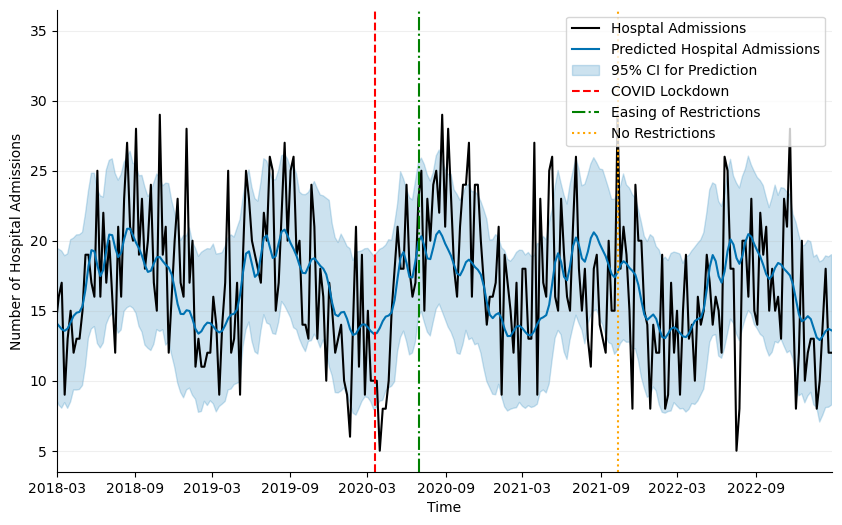 Hosptal Admissions
Predicted Hospital Admissions
95% CI for Prediction
COVID Lockdown
Easing of Restrictions
No Restrictions
Number of Hospital Admissions
35
30
25
20
15
10
5
2018-03 2018-09 2019-03 2019-09 2020-03 2020-09 2021-03 2021-09 2022-03 2022-09
Time